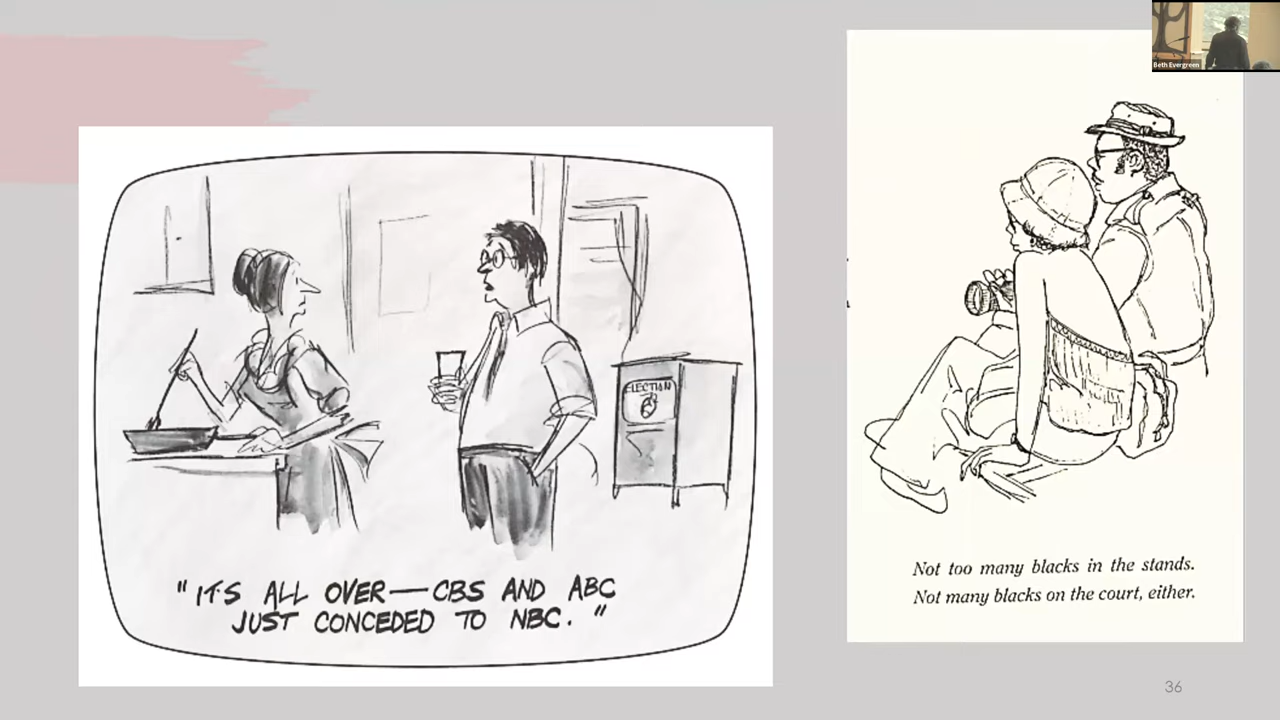 Beth Evergreen
ELECTION
"IT'S ALL OVER—CBS AND ABC
JUST CONCEDED TO NBC."
Not too many blacks in the stands.
Not many blacks on the court, either.
36